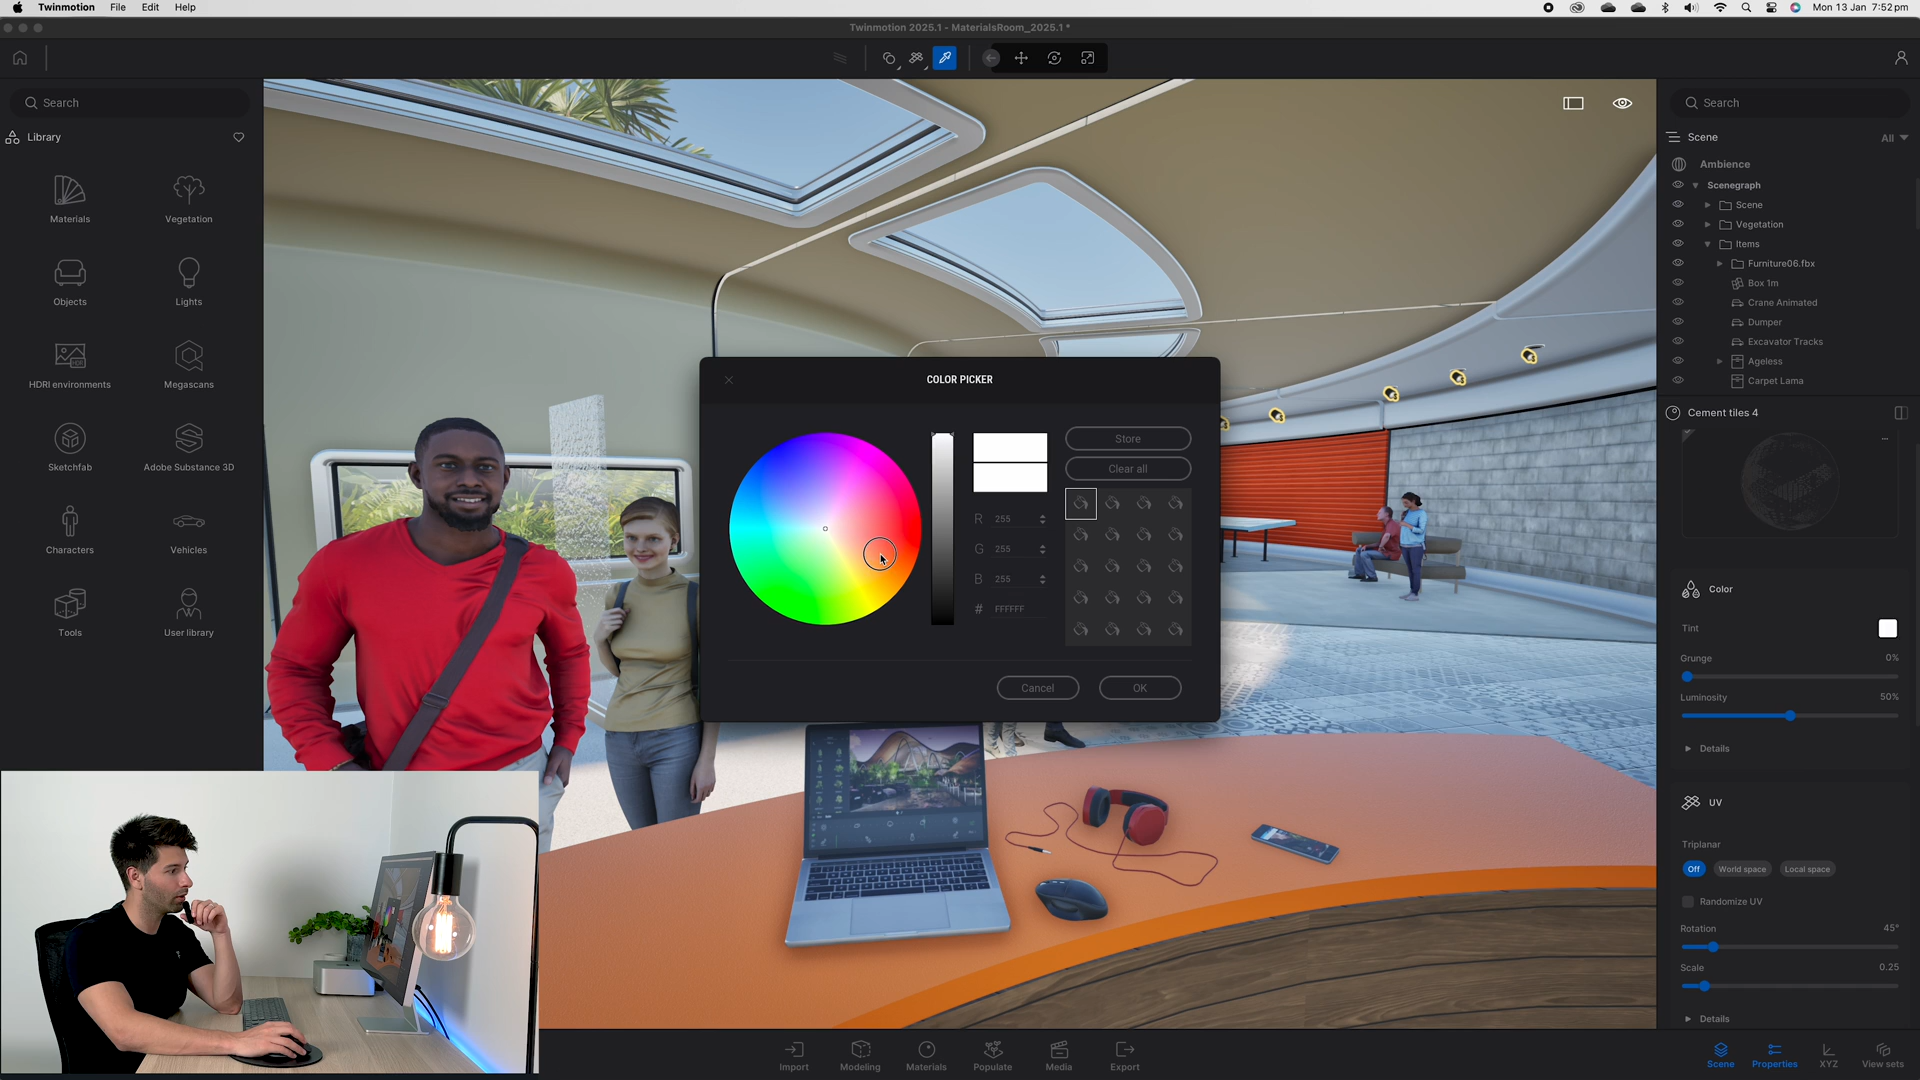 Twinmotion File Edit Help
Mon 13 Jan 7:52 pm
Twinmotion 2025.1 - MaterialsRoom_2025.1 *
Search
Library
Materials
Vegetation
Objects
Lights
HDRI environments
Megascans
Sketchfab
Adobe Substance 3D
Characters
Vehicles
Tools
User library
COLOR PICKER
Store
Clear all
R 255
G 255
B 255
# FFFFFF
Cancel
OK
Search
Scene
All
Ambience
Scenegraph
Scene
Vegetation
Items
Furniture06.fbx
Box 1m
Crane Animated
Dumper
Excavator Tracks
Ageless
Carpet Lama
Cement tiles 4
Color
Tint
Grunge 0%
Luminosity 50%
Details
UV
Triplanar
Off World space Local space
Randomize UV
Rotation 45°
Scale 0.25
Details
Import
Modeling
Materials
Populate
Media
Export
Scene
Properties
XYZ
View sets